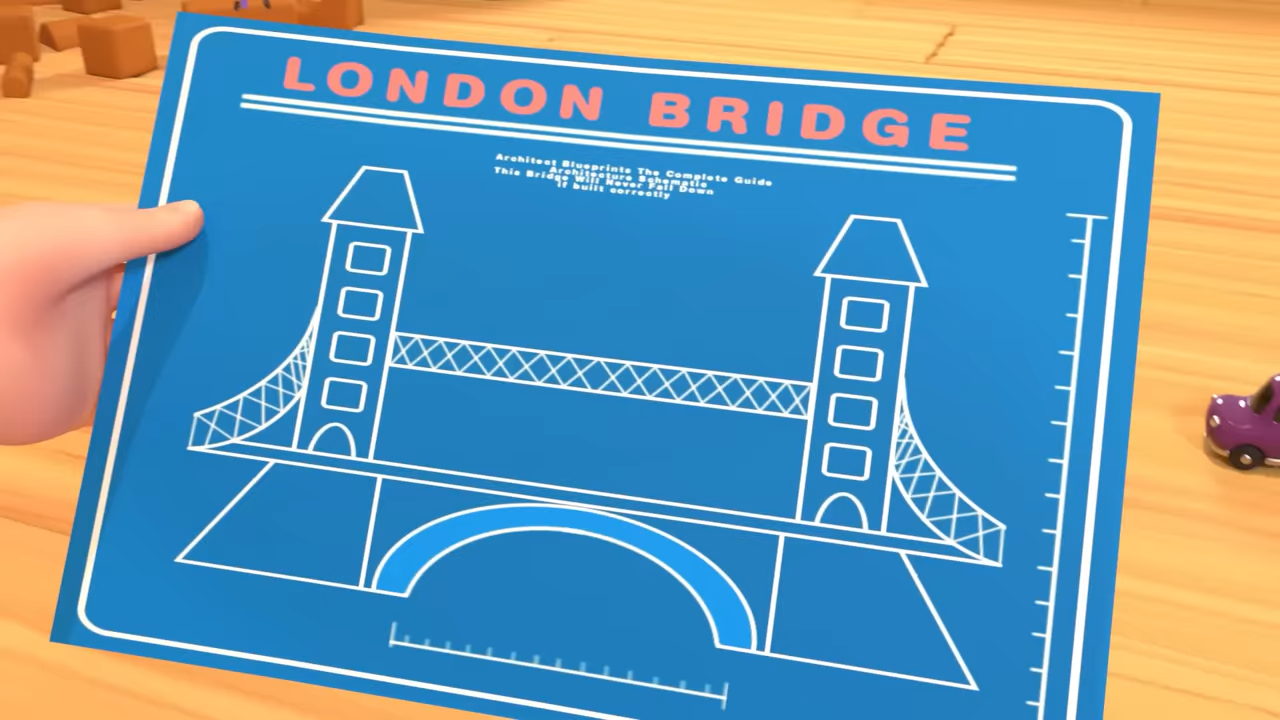 LONDON BRIDGE
Architect Blueprints The Complete Guide
Architecture Schematic
This Bridge Will Never Fall Down
If built correctly